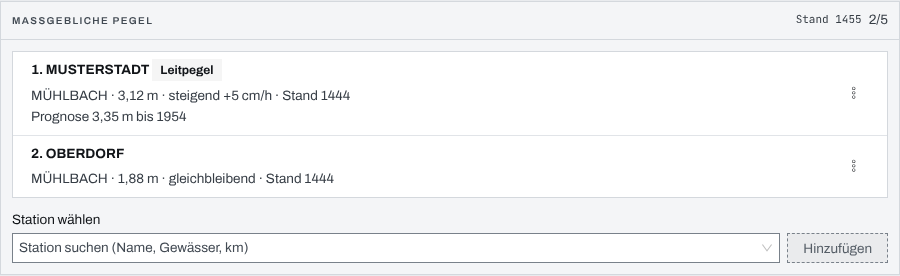 MASSGEBLICHE PEGEL
Stand 1455 2/5
1. MUSTERSTADT Leitpegel
MÜHLBACH · 3,12 m · steigend +5 cm/h · Stand 1444
Prognose 3,35 m bis 1954
2. OBERDORF
MÜHLBACH · 1,88 m · gleichbleibend · Stand 1444
Station wählen
Station suchen (Name, Gewässer, km)
Hinzufügen